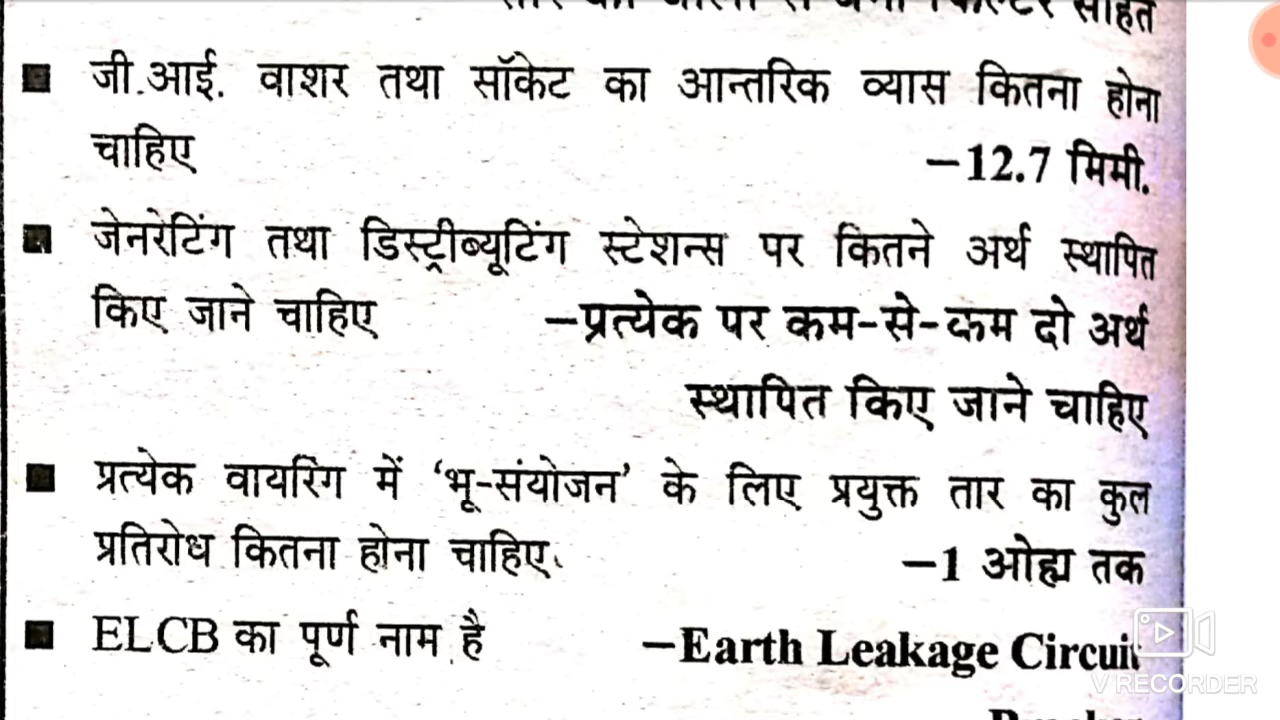 जी.आई. वाशर तथा सॉकेट का आन्तरिक व्यास कितना होना
चाहिए –12.7 मिमी.
जेनरेटिंग तथा डिस्ट्रीब्यूटिंग स्टेशन्स पर कितने अर्थ स्थापित
किए जाने चाहिए –प्रत्येक पर कम-से-कम दो अर्थ
स्थापित किए जाने चाहिए
प्रत्येक वायरिंग में ‘भू-संयोजन’ के लिए प्रयुक्त तार का कुल
प्रतिरोध कितना होना चाहिए –1 ओह्म तक
ELCB का पूर्ण नाम है –Earth Leakage Circuit
V RECORDER